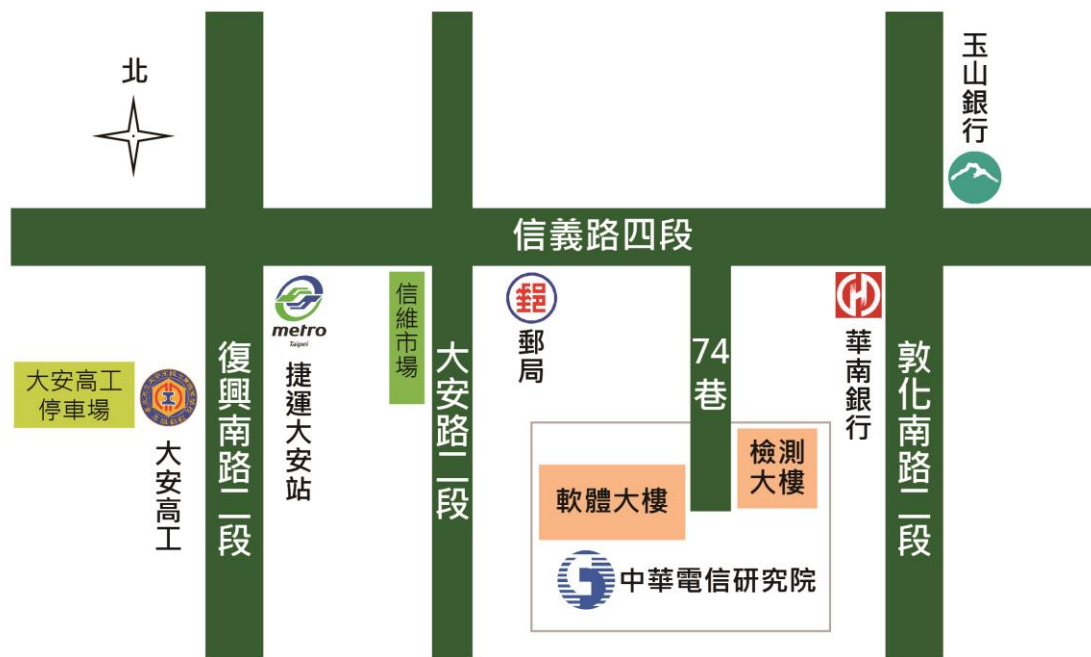 北
玉山銀行
信義路四段
metro
Taipei
捷運大安站
信維市場
郵
郵局
74
巷
華南銀行
復興南路二段
大安路二段
敦化南路二段
大安高工
停車場
大安高工
軟體大樓
檢測
大樓
中華電信研究院